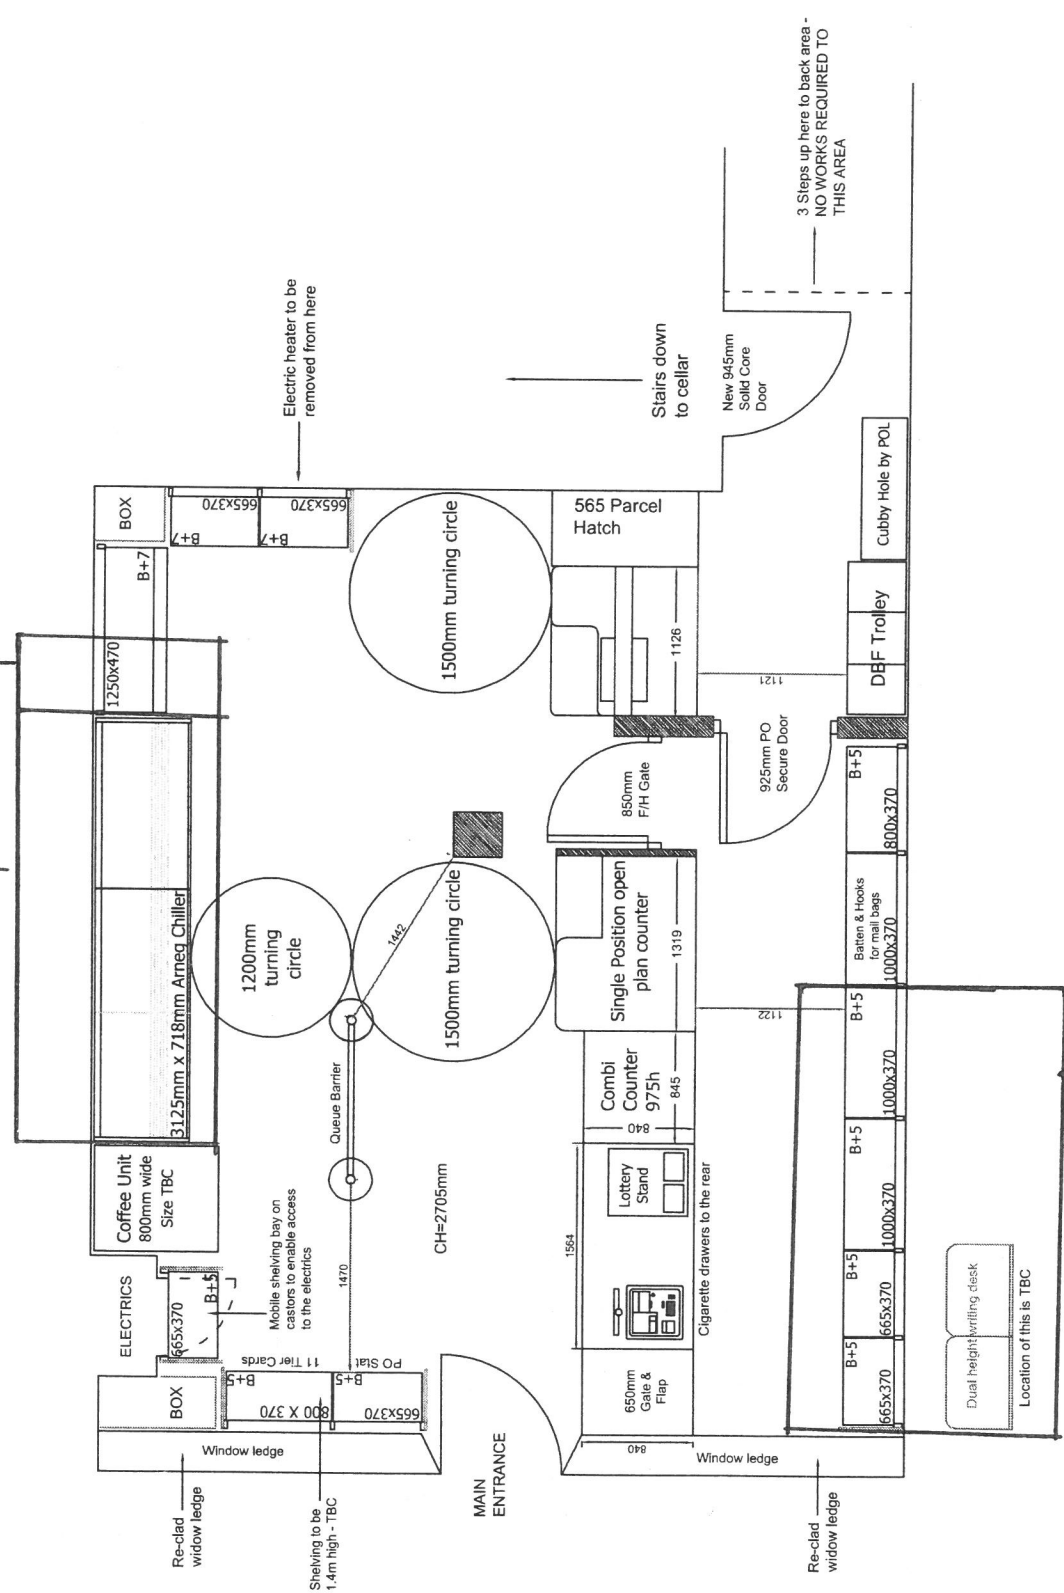 3 Steps up here to back area -
NO WORKS REQUIRED TO
THIS AREA
Electric heater to be
removed from here
Stairs down
to cellar
New 945mm
Solid Core
Door
BOX
665x370
B+7
665x370
B+7
1500mm turning circle
565 Parcel
Hatch
Cubby Hole by POL
B+7
1250x470
1126
1121
DBF Trolley
850mm
F/H Gate
925mm PO
Secure Door
B+5
800x370
3125mm x 718mm Arneg Chiller
1200mm
turning
circle
1442
1500mm turning circle
Single Position open
plan counter
1319
Batten & Hooks
for mail bags
1000x370
1122
B+5
1000x370
Queue Barrier
Combi
Counter
975h
845
840
Coffee Unit
800mm wide
Size TBC
CH=2705mm
Lottery
Stand
B+5
1000x370
Mobile shelving bay on
castors to enable access
to the electrics
1470
1564
Cigarette drawers to the rear
ELECTRICS
665x370
B+5
B+5
665x370
11 Tier Cards
PO Stat
BOX
B+5
800 X 370
B+5
665x370
650mm
Gate &
Flap
840
B+5
665x370
Dual height writing desk
Location of this is TBC
Window ledge
Window ledge
MAIN
ENTRANCE
Re-clad
widow ledge
Shelving to be
1.4m high - TBC
Re-clad
widow ledge